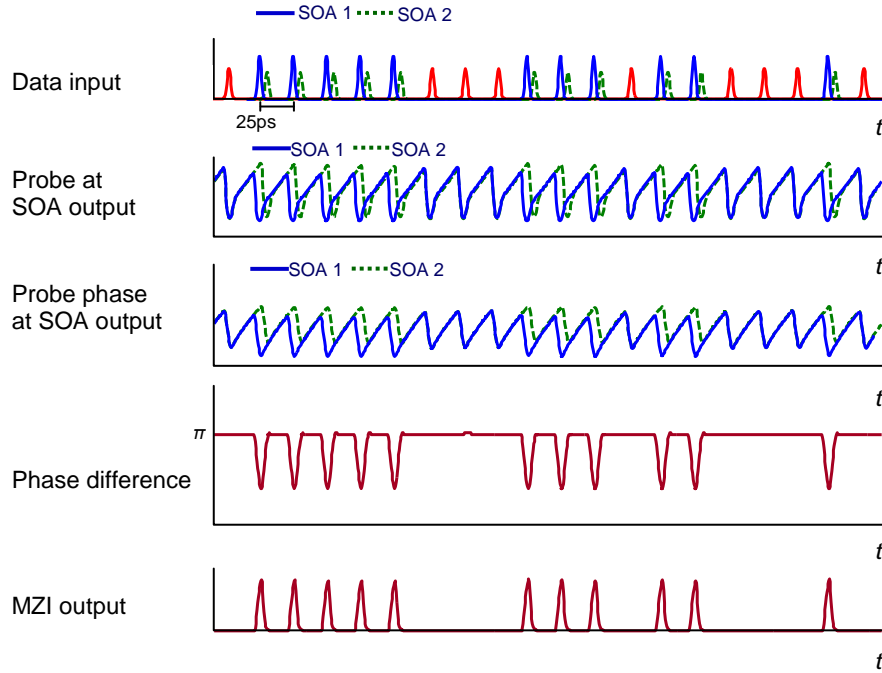 SOA 1 SOA 2
Data input
25ps
t
SOA 1 SOA 2
Probe at
SOA output
t
SOA 1 SOA 2
Probe phase
at SOA output
t
π
Phase difference
t
MZI output
t